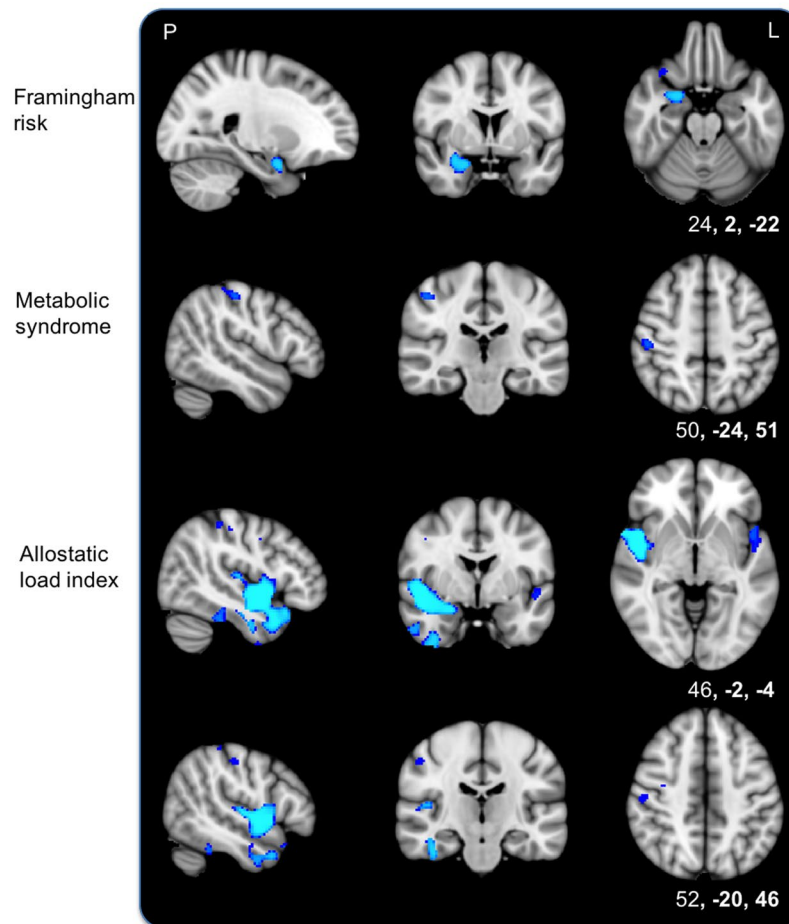 P
L
Framingham
risk
24, 2, -22
Metabolic
syndrome
50, -24, 51
Allostatic
load index
46, -2, -4
52, -20, 46